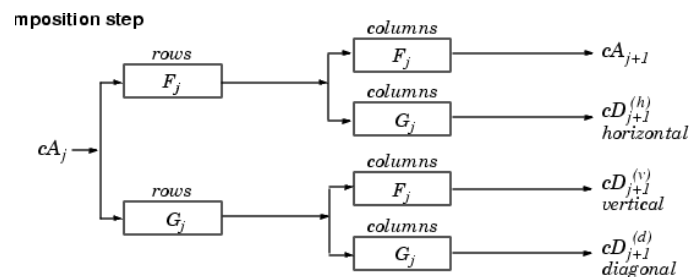 mposition step
columns
rows
F_j
cA_{j+1}
F_j
columns
G_j
cD_{j+1}^{(h)}
horizontal
cA_j
columns
rows
F_j
cD_{j+1}^{(v)}
vertical
G_j
columns
G_j
cD_{j+1}^{(d)}
diagonal